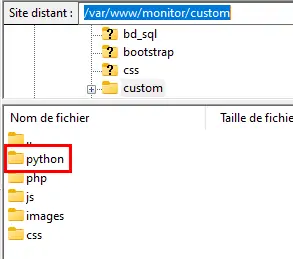 Site distant : /var/www/monitor/custom
bd_sql
bootstrap
css
custom
Nom de fichier Taille de fichie
..
python
php
js
images
css